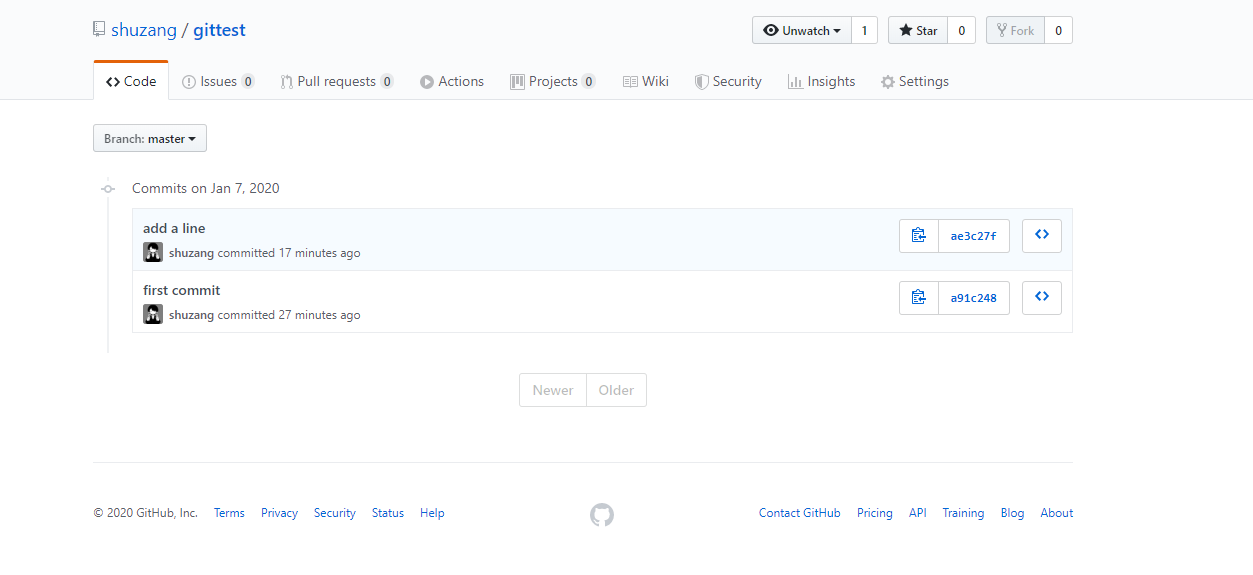 shuzang / gittest
Unwatch 1 Star 0 Fork 0
Code Issues 0 Pull requests 0 Actions Projects 0 Wiki Security Insights Settings
Branch: master
Commits on Jan 7, 2020
add a line
shuzang committed 17 minutes ago
ae3c27f
first commit
shuzang committed 27 minutes ago
a91c248
Newer Older
© 2020 GitHub, Inc. Terms Privacy Security Status Help Contact GitHub Pricing API Training Blog About